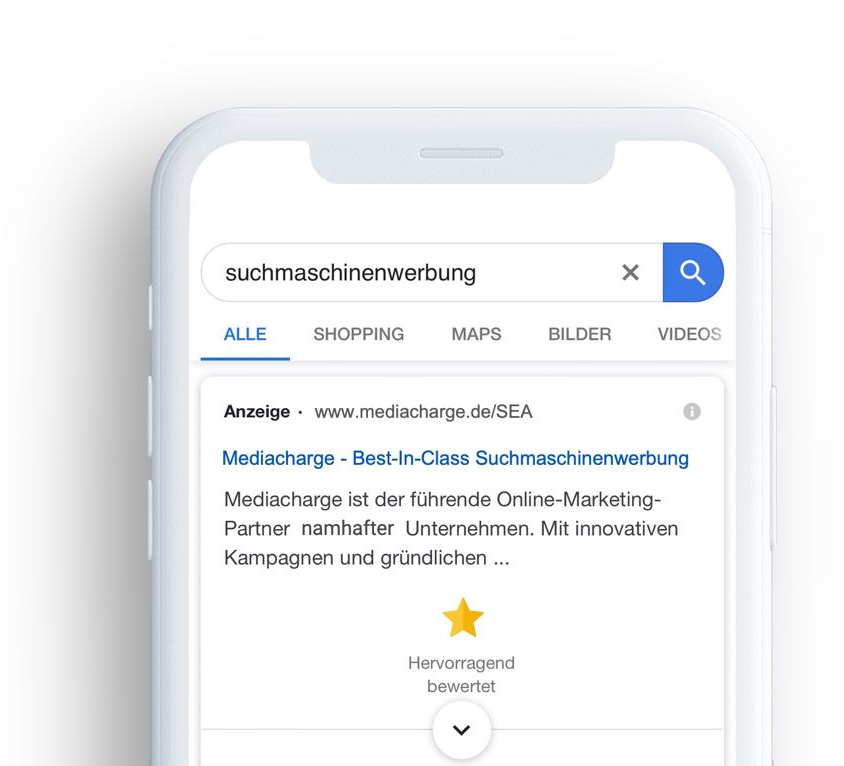 suchmaschinenwerbung
ALLE SHOPPING MAPS BILDER VIDEOS
Anzeige · www.mediacharge.de/SEA
Mediacharge - Best-In-Class Suchmaschinenwerbung
Mediacharge ist der führende Online-Marketing-
Partner namhafter Unternehmen. Mit innovativen
Kampagnen und gründlichen ...
Hervorragend
bewertet